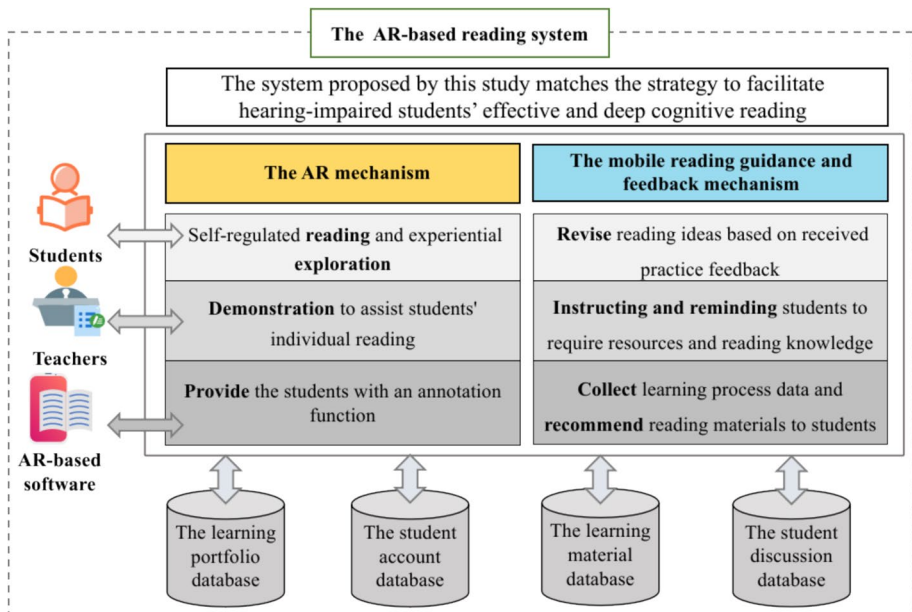 The AR-based reading system
The system proposed by this study matches the strategy to facilitate
hearing-impaired students' effective and deep cognitive reading
The AR mechanism
The mobile reading guidance and
feedback mechanism
Students
Self-regulated reading and experiential
exploration
Revise reading ideas based on received
practice feedback
Teachers
Demonstration to assist students'
individual reading
Instructing and reminding students to
require resources and reading knowledge
AR-based
software
Provide the students with an annotation
function
Collect learning process data and
recommend reading materials to students
The learning
portfolio
database
The student
account
database
The learning
material
database
The student
discussion
database